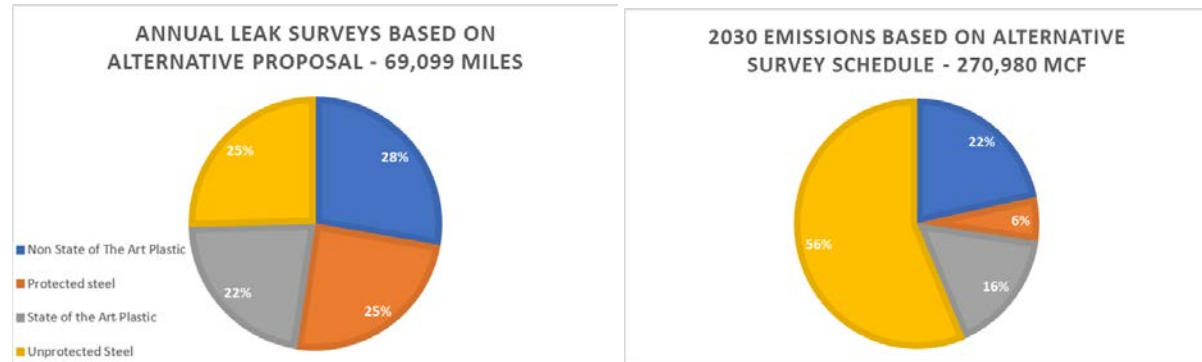 ANNUAL LEAK SURVEYS BASED ON
ALTERNATIVE PROPOSAL - 69,099 MILES
25%
28%
22%
25%
Non State of The Art Plastic
Protected steel
State of the Art Plastic
Unprotected Steel
2030 EMISSIONS BASED ON ALTERNATIVE
SURVEY SCHEDULE - 270,980 MCF
22%
6%
56%
16%